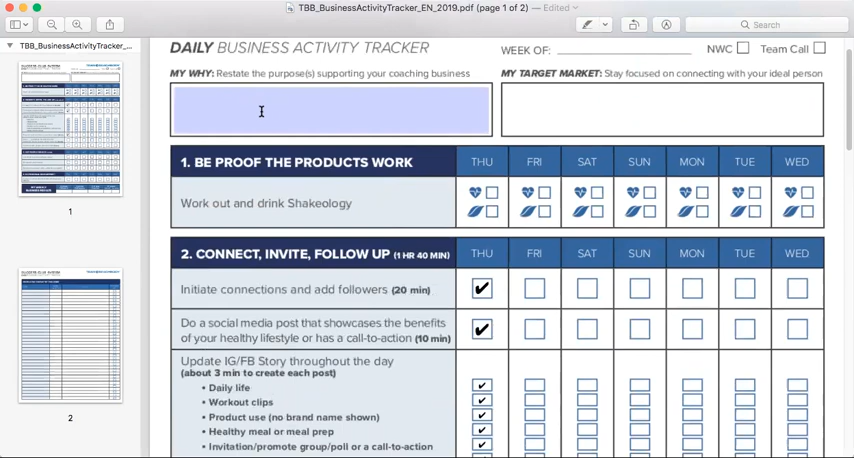 TBB_BusinessActivityTracker_EN_2019.pdf (page 1 of 2) — Edited
Search
TBB_BusinessActivityTracker_...
1
2
DAILY BUSINESS ACTIVITY TRACKER
WEEK OF:
NWC
Team Call
MY WHY: Restate the purpose(s) supporting your coaching business
MY TARGET MARKET: Stay focused on connecting with your ideal person
1. BE PROOF THE PRODUCTS WORK THU FRI SAT SUN MON TUE WED
Work out and drink Shakeology
2. CONNECT, INVITE, FOLLOW UP (1 HR 40 MIN) THU FRI SAT SUN MON TUE WED
Initiate connections and add followers (20 min)
Do a social media post that showcases the benefits
of your healthy lifestyle or has a call-to-action (10 min)
Update IG/FB Story throughout the day
(about 3 min to create each post)
• Daily life
• Workout clips
• Product use (no brand name shown)
• Healthy meal or meal prep
• Invitation/promote group/poll or a call-to-action